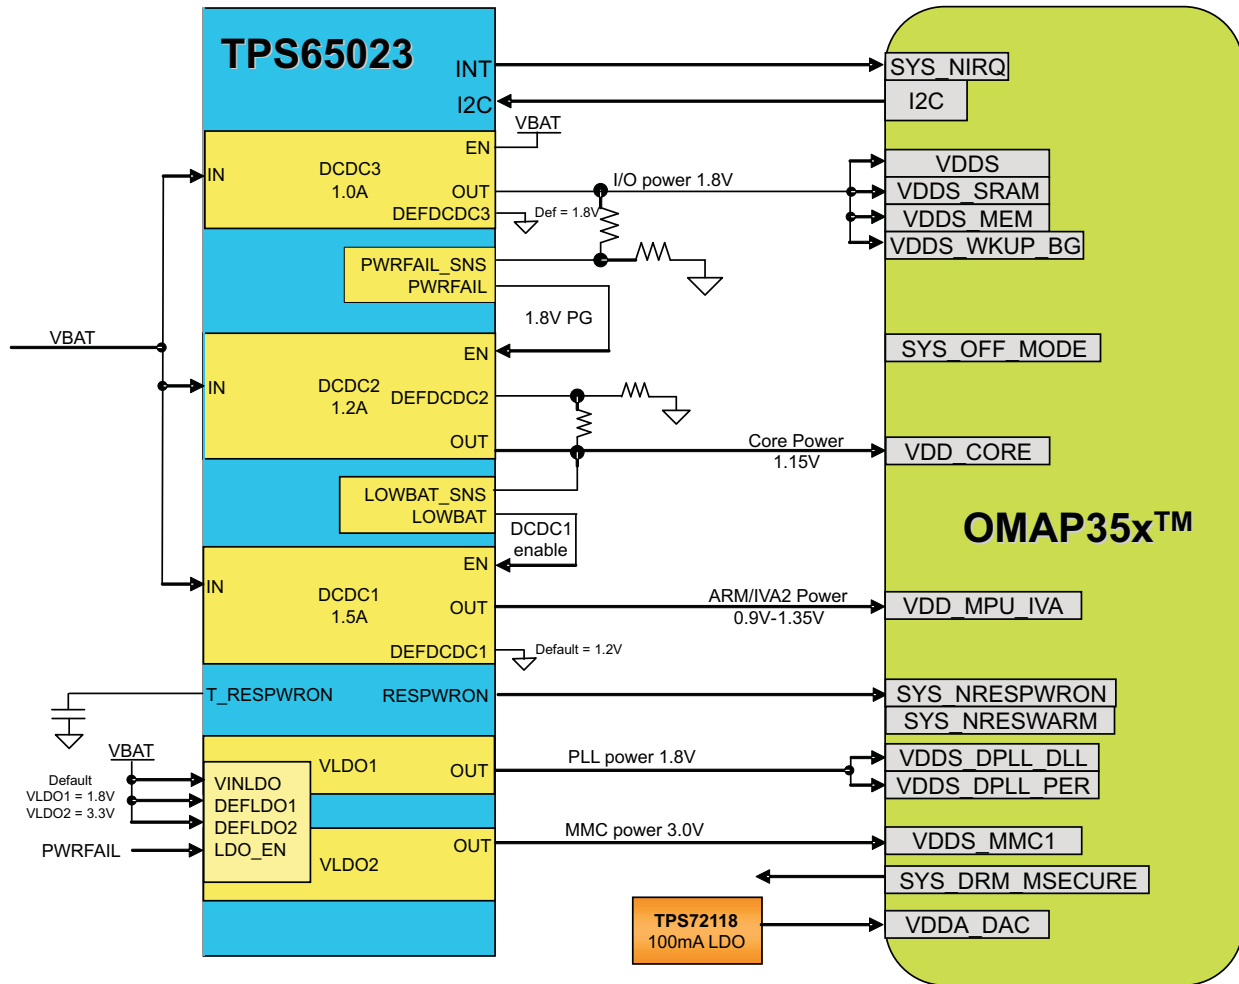 TPS65023
INT
I2C
SYS_NIRQ
I2C
VBAT
EN
DCDC3
1.0A
IN
OUT
DEFDCDC3
I/O power 1.8V
Def = 1.8V
VDDS
VDDS_SRAM
VDDS_MEM
VDDS_WKUP_BG
PWRFAIL_SNS
PWRFAIL
1.8V PG
VBAT
EN
SYS_OFF_MODE
IN
DCDC2
1.2A
DEFDCDC2
OUT
Core Power
1.15V
VDD_CORE
LOWBAT_SNS
LOWBAT
DCDC1
enable
OMAP35x™
EN
IN
DCDC1
1.5A
OUT
ARM/IVA2 Power
0.9V-1.35V
VDD_MPU_IVA
DEFDCDC1
Default = 1.2V
T_RESPWRON
RESPWRON
SYS_NRESPWRON
SYS_NRESWARM
VBAT
VLDO1
OUT
PLL power 1.8V
VDDS_DPLL_DLL
VDDS_DPLL_PER
Default
VLDO1 = 1.8V
VLDO2 = 3.3V
VINLDO
DEFLDO1
DEFLDO2
LDO_EN
PWRFAIL
VLDO2
OUT
MMC power 3.0V
VDDS_MMC1
SYS_DRM_MSECURE
TPS72118
100mA LDO
VDDA_DAC